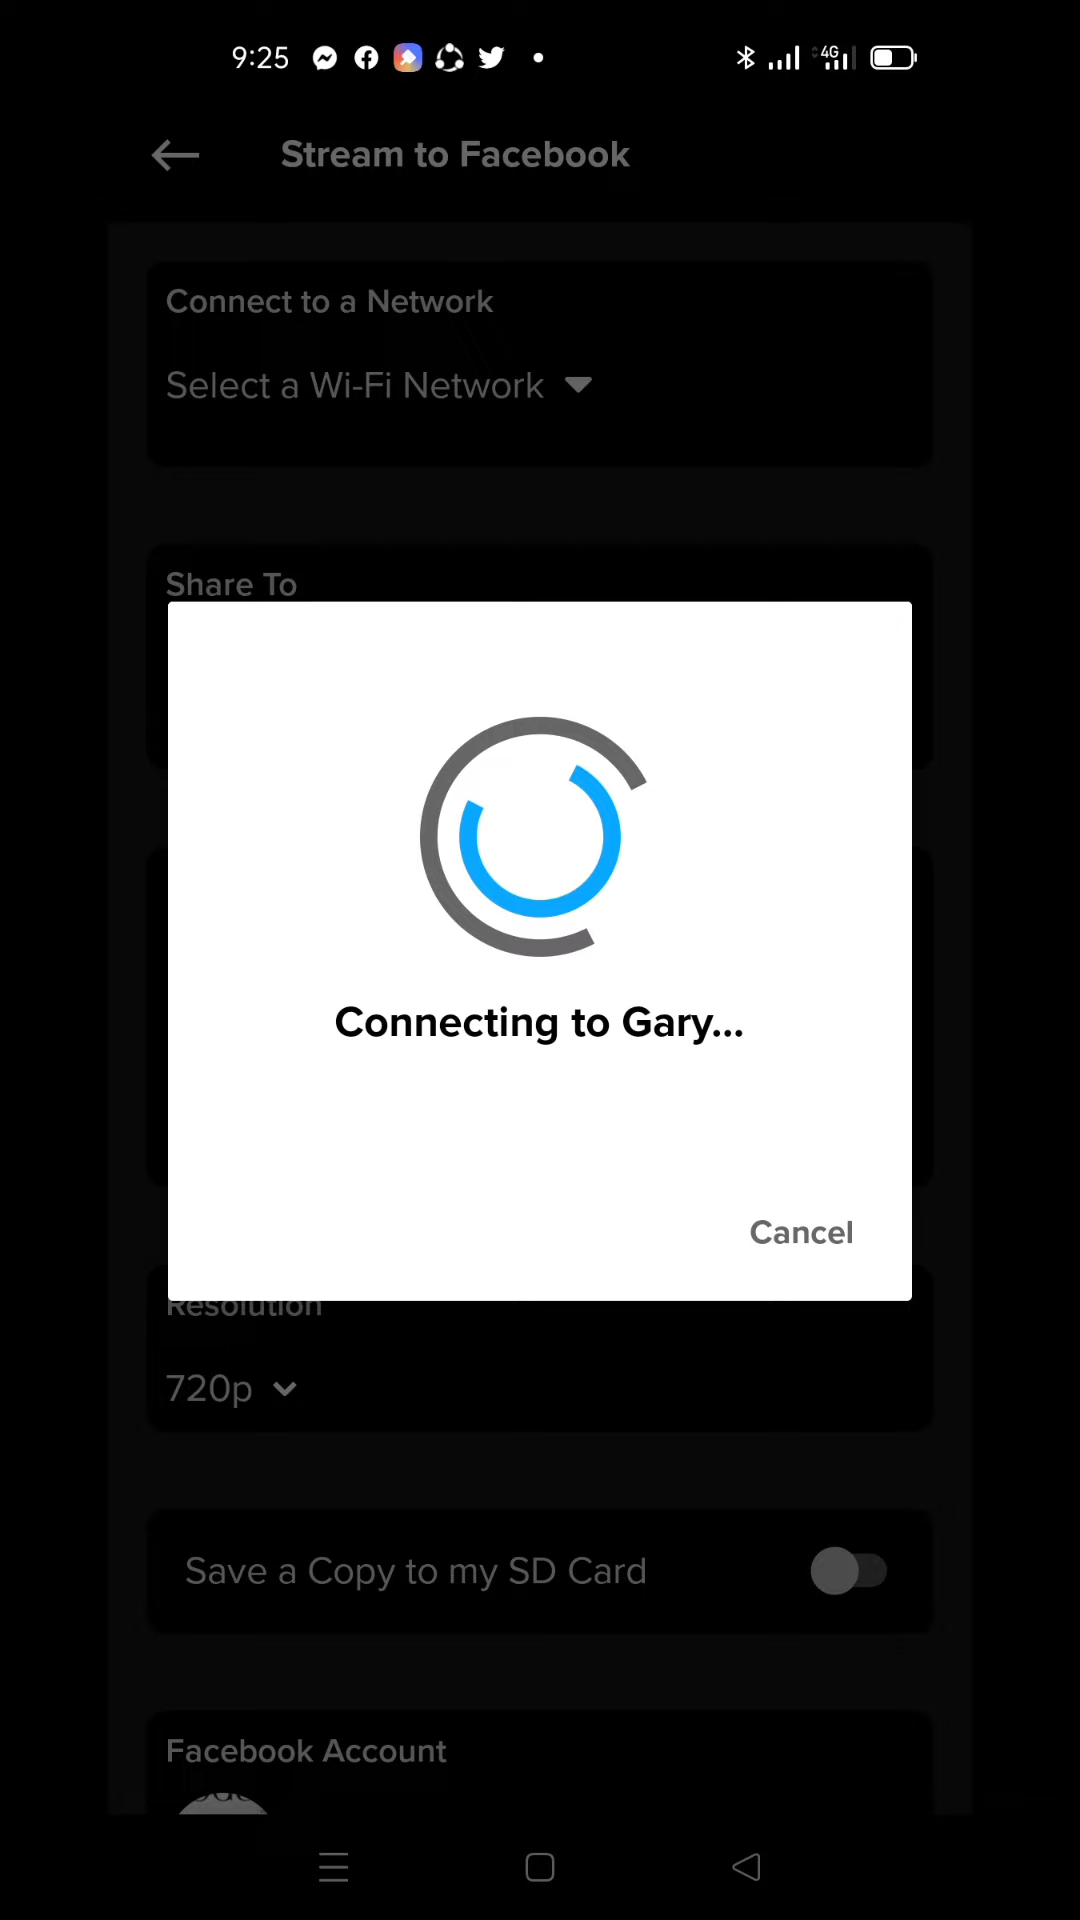 9:25
4G
Stream to Facebook
Connect to a Network
Select a Wi-Fi Network
Share To
Connecting to Gary...
Cancel
Resolution
720p
Save a Copy to my SD Card
Facebook Account